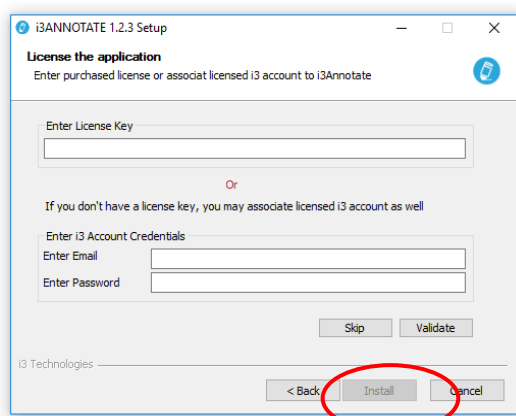 i3ANNOTATE 1.2.3 Setup
License the application
Enter purchased license or associat licensed i3 account to i3Annotate
Enter License Key
Or
If you don't have a license key, you may associate licensed i3 account as well
Enter i3 Account Credentials
Enter Email
Enter Password
Skip Validate
i3 Technologies
< Back Install Cancel